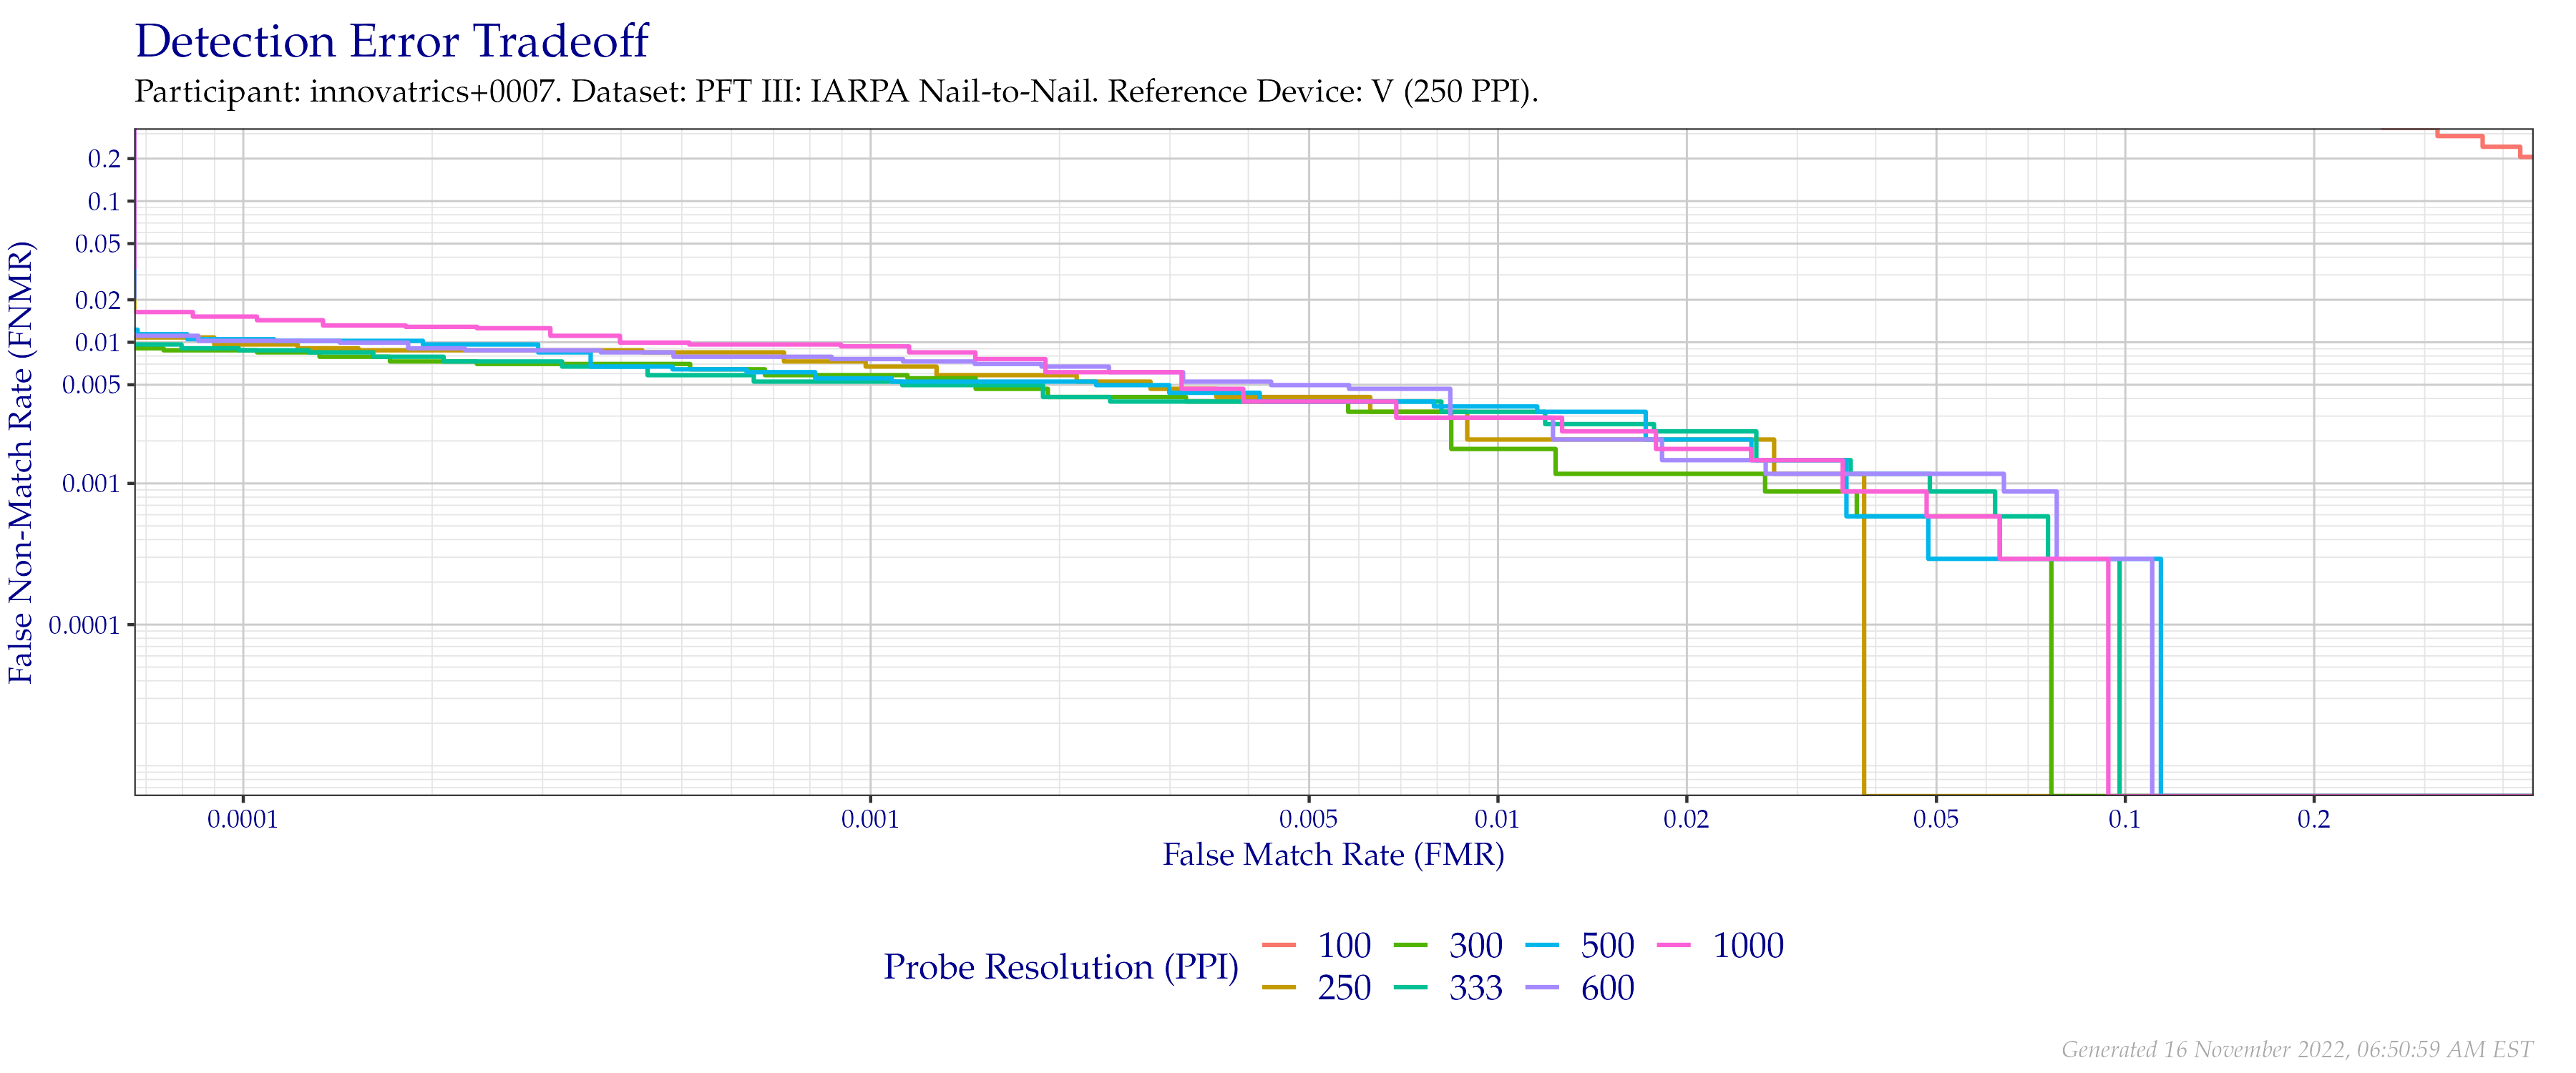 Detection Error Tradeoff
Participant: innovatrics+0007. Dataset: PFT III: IARPA Nail-to-Nail. Reference Device: V (250 PPI).
False Non-Match Rate (FNMR)
0.2
0.1
0.05
0.02
0.01
0.005
0.001
0.0001
0.0001 0.001 0.005 0.01 0.02 0.05 0.1 0.2
False Match Rate (FMR)
Probe Resolution (PPI)
100 300 500 1000
250 333 600
Generated 16 November 2022, 06:50:59 AM EST